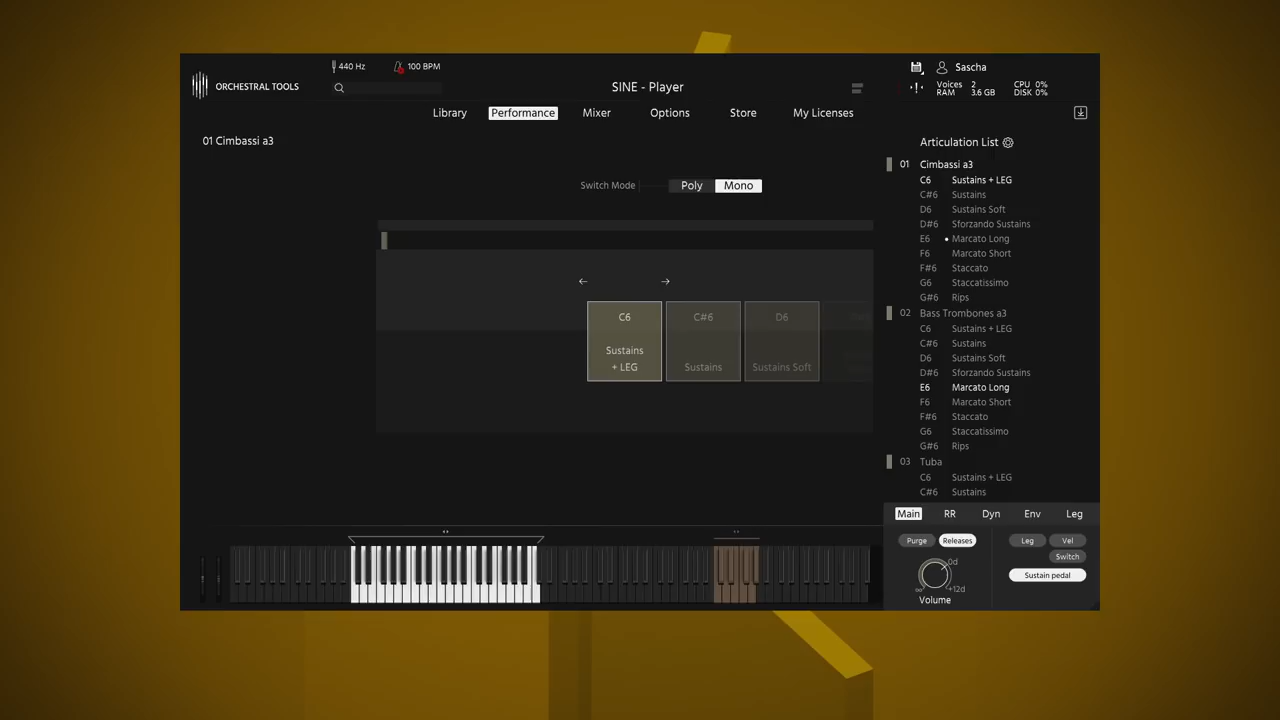 440 Hz
100 BPM
ORCHESTRAL TOOLS
SINE - Player
Sascha
Voices 2
RAM 3.6 GB
CPU 0%
DISK 0%
Library
Performance
Mixer
Options
Store
My Licenses
01 Cimbassi a3
Switch Mode
Poly
Mono
C6
Sustains
+ LEG
C#6
Sustains
D6
Sustains Soft
Articulation List
01 Cimbassi a3
C6 Sustains + LEG
C#6 Sustains
D6 Sustains Soft
D#6 Sforzando Sustains
E6 Marcato Long
F6 Marcato Short
F#6 Staccato
G6 Staccatissimo
G#6 Rips
02 Bass Trombones a3
C6 Sustains + LEG
C#6 Sustains
D6 Sustains Soft
D#6 Sforzando Sustains
E6 Marcato Long
F6 Marcato Short
F#6 Staccato
G6 Staccatissimo
G#6 Rips
03 Tuba
C6 Sustains + LEG
C#6 Sustains
Main
RR
Dyn
Env
Leg
Purge
Releases
Leg
Vel
Switch
Sustain pedal
0d
∞
+12d
Volume